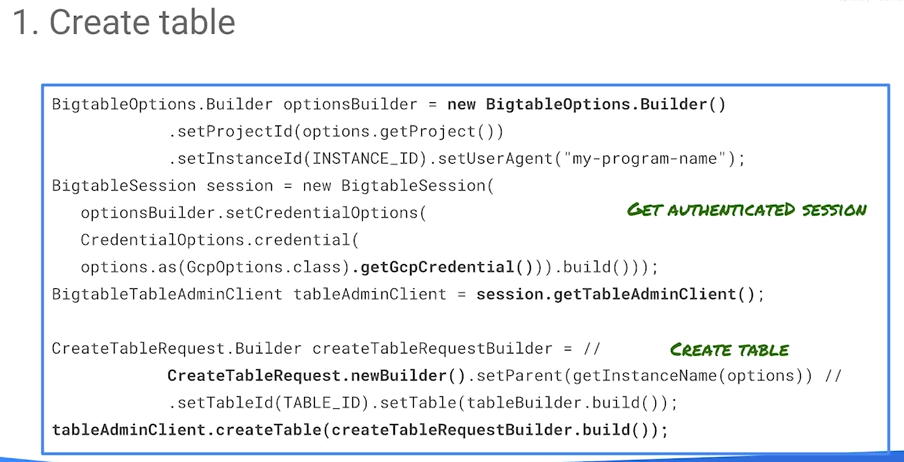 1. Create table
BigtableOptions.Builder optionsBuilder = new BigtableOptions.Builder()
.setProjectId(options.getProject())
.setInstanceId(INSTANCE_ID).setUserAgent("my-program-name");
BigtableSession session = new BigtableSession(
optionsBuilder.setCredentialOptions(
GET AUTHENTICATED SESSION
CredentialOptions.credential(
options.as(GcpOptions.class).getGcpCredential())).build()));
BigtableTableAdminClient tableAdminClient = session.getTableAdminClient();
CreateTableRequest.Builder createTableRequestBuilder = //
CREATE TABLE
CreateTableRequest.newBuilder().setParent(getInstanceName(options)) //
.setTableId(TABLE_ID).setTable(tableBuilder.build());
tableAdminClient.createTable(createTableRequestBuilder.build());